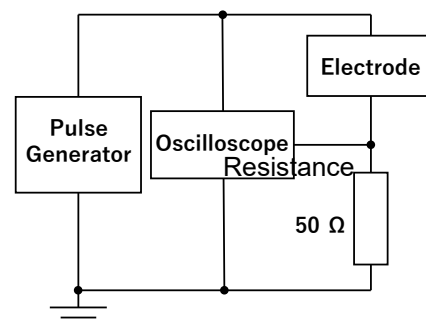 Electrode
Pulse
Generator
Oscilloscope
Resistance
50 Ω